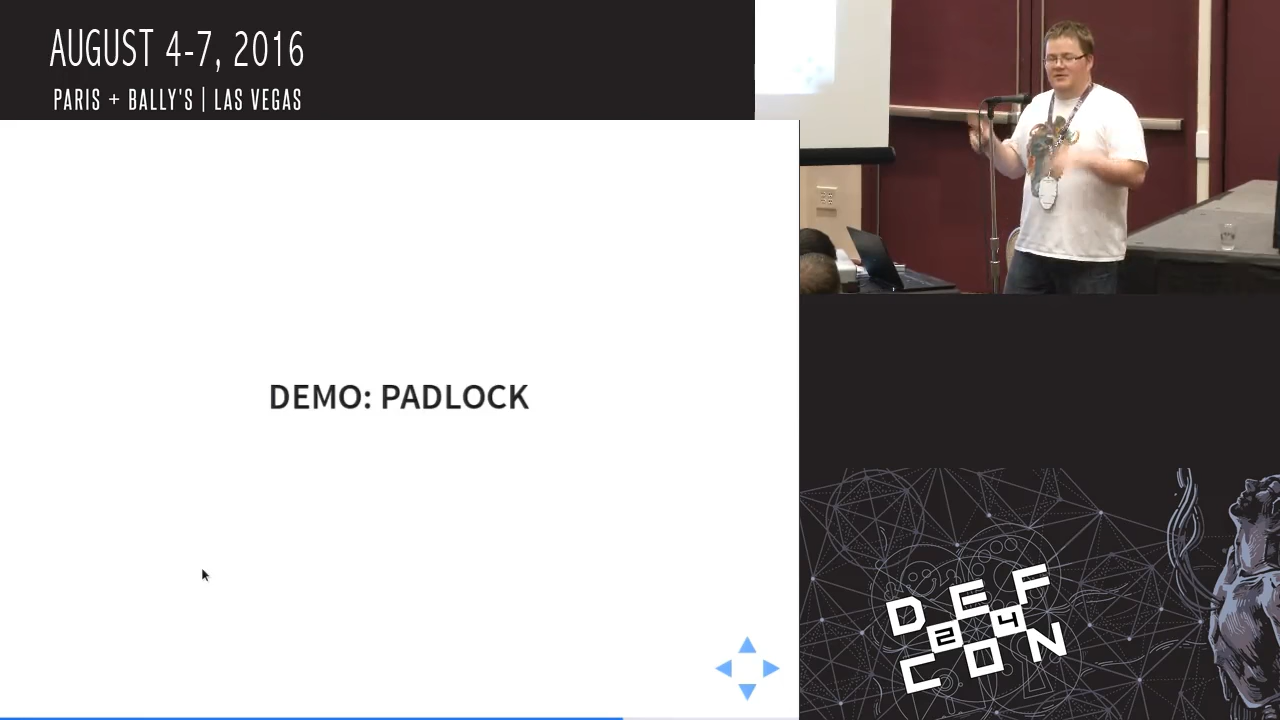 AUGUST 4-7, 2016
PARIS + BALLY'S | LAS VEGAS
DEMO: PADLOCK
DEF
24
CON